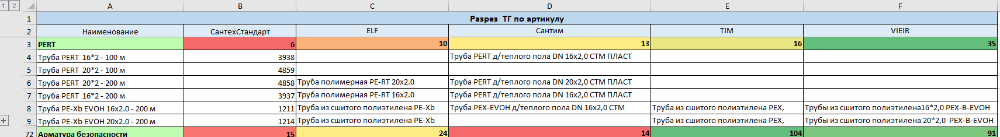 1 2
A B C D E F
1 Разрез ТГ по артикулу
2 Наименование СантехСтандарт ELF Сантим TIM VIEIR
3 PERT 6 10 13 16 35
4 Труба PERT 16*2 - 100 м 3938 Труба PERT д/теплого пола DN 16х2,0 СТМ ПЛАСТ
5 Труба PERT 20*2 - 100 м 4859
6 Труба PERT 20*2 - 200 м 4858 Труба полимерная PE-RT 20х2.0 Труба PERT д/теплого пола DN 20х2,0 СТМ ПЛАСТ
7 Труба PERT 16*2 - 200 м 3937 Труба полимерная PE-RT 16х2.0 Труба PERT д/теплого пола DN 16х2,0 СТМ ПЛАСТ
8 Труба PE-Xb EVOH 16x2.0 - 200 м 1211 Труба из сшитого полиэтилена PE-Xb Труба PEX-EVOH д/теплого пола DN 16х2,0 СТМ Труба из сшитого полиэтилена PEX, Трубы из сшитого полиэтилена16*2,0 PEX-B-EVOH
9 Труба PE-Xb EVOH 20x2.0 - 200 м 1214 Труба из сшитого полиэтилена PE-Xb Труба из сшитого полиэтилена PEX, Трубы из сшитого полиэтилена 20*2,0 PEX-B-EVOH
72 Арматура безопасности 15 24 14 104 91